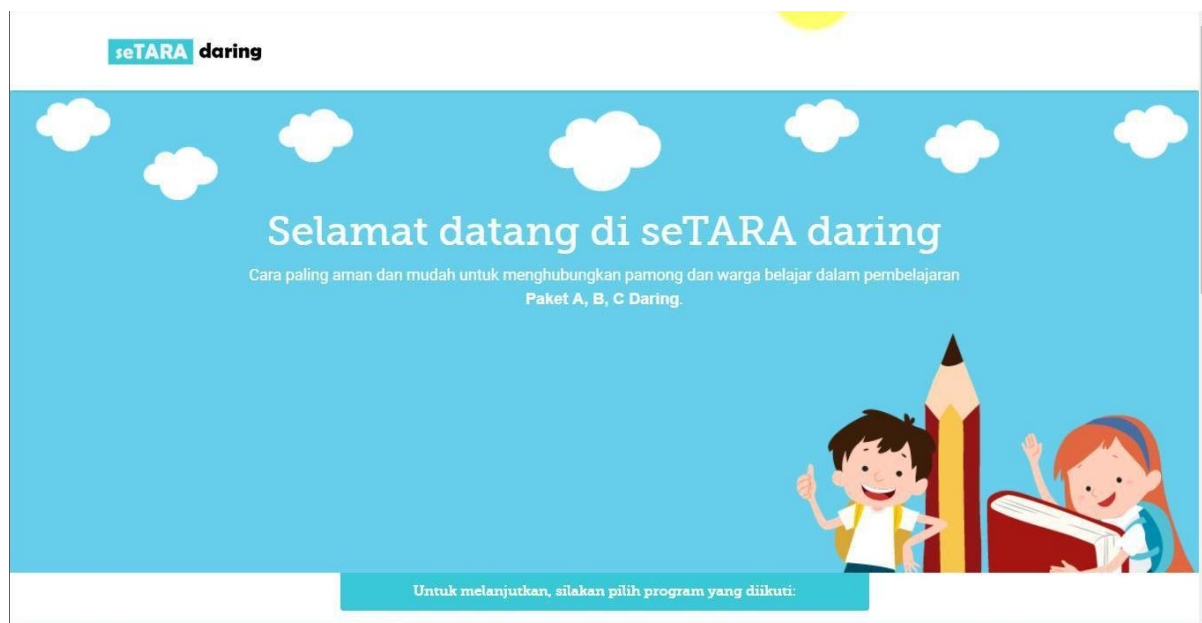 seTARA daring
Selamat datang di seTARA daring
Cara paling aman dan mudah untuk menghubungkan pamong dan warga belajar dalam pembelajaran
Paket A, B, C Daring.
Untuk melanjutkan, silakan pilih program yang diikuti: